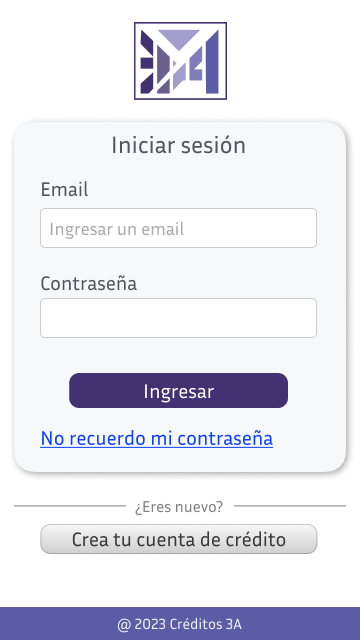 Iniciar sesión
Email
Ingresar un email
Contraseña
Ingresar
No recuerdo mi contraseña
¿Eres nuevo?
Crea tu cuenta de crédito
@ 2023 Créditos 3A